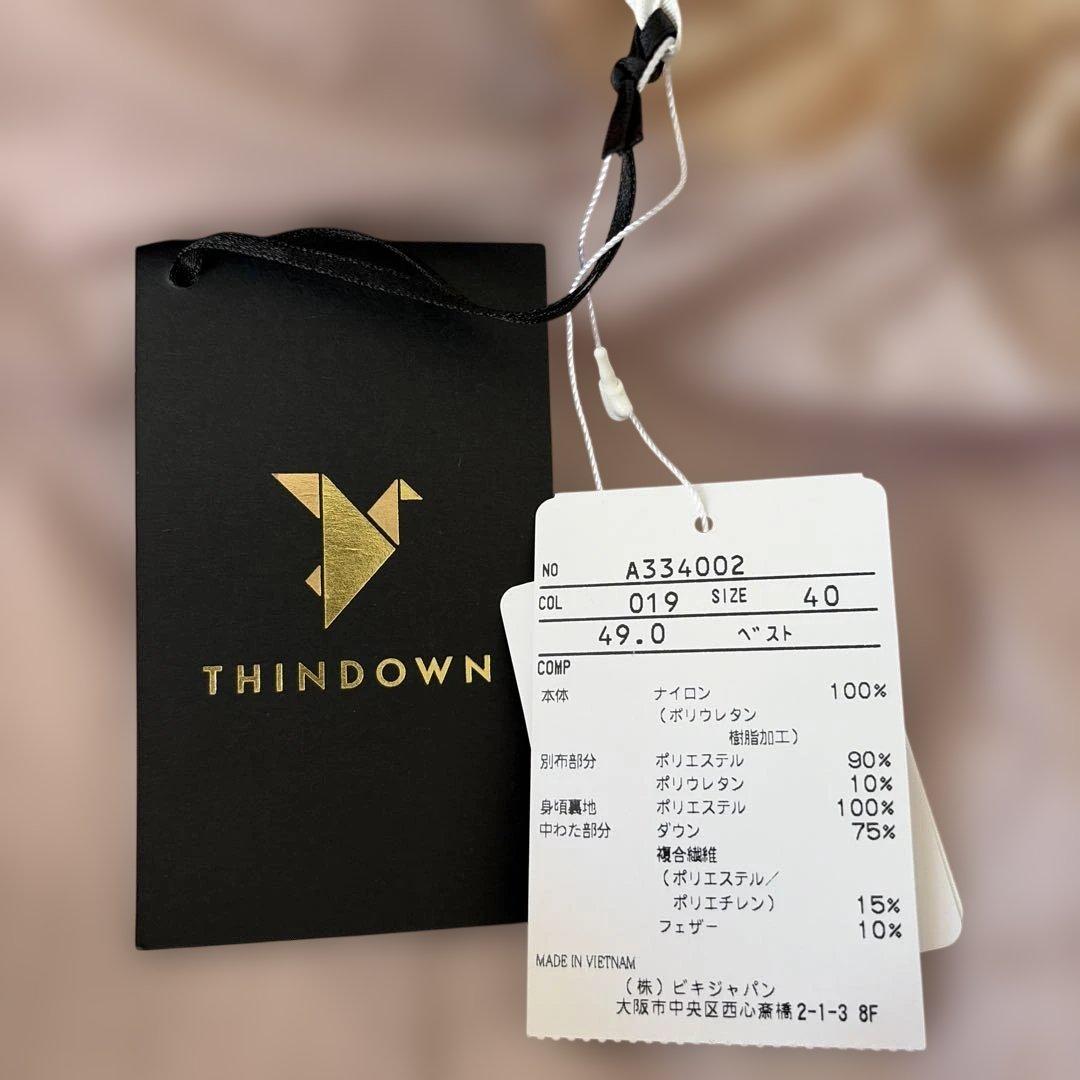 THINDOWN
NO A334002
COL 019 SIZE 40
49.0 ベスト
COMP
本体 ナイロン 100%
(ポリウレタン
樹脂加工)
別布部分 ポリエステル 90%
ポリウレタン 10%
身頃裏地 ポリエステル 100%
中わた部分 ダウン 75%
複合繊維
(ポリエステル/
ポリエチレン) 15%
フェザー 10%
MADE IN VIETNAM
(株)ビキジャパン
大阪市中央区西心斎橋2-1-3 8F